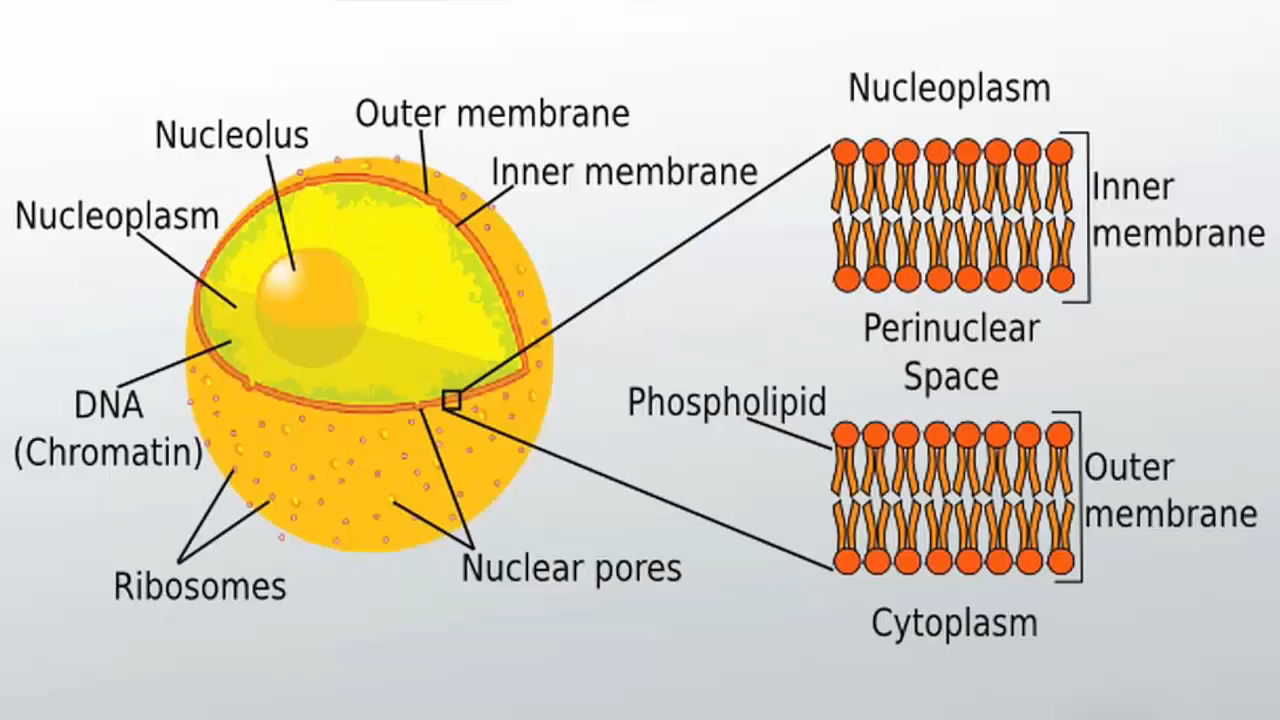 Nucleolus
Outer membrane
Inner membrane
Nucleoplasm
DNA
(Chromatin)
Ribosomes
Nuclear pores
Nucleoplasm
Inner
membrane
Perinuclear
Space
Phospholipid
Outer
membrane
Cytoplasm